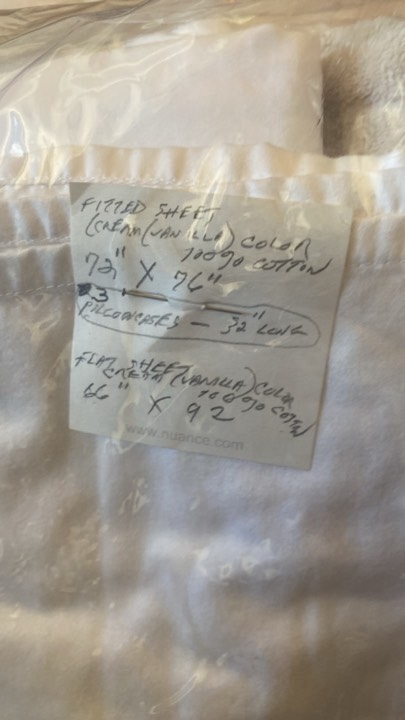 FITTED SHEET
(CREAM (VANILLA) COLOR
100% COTTON
72" X 76"
3
PILLOWCASES — 32" LONG
FLAT SHEET
CREAM (VANILLA) COLOR
100% COTTON
66" X 92
www.nuance.com